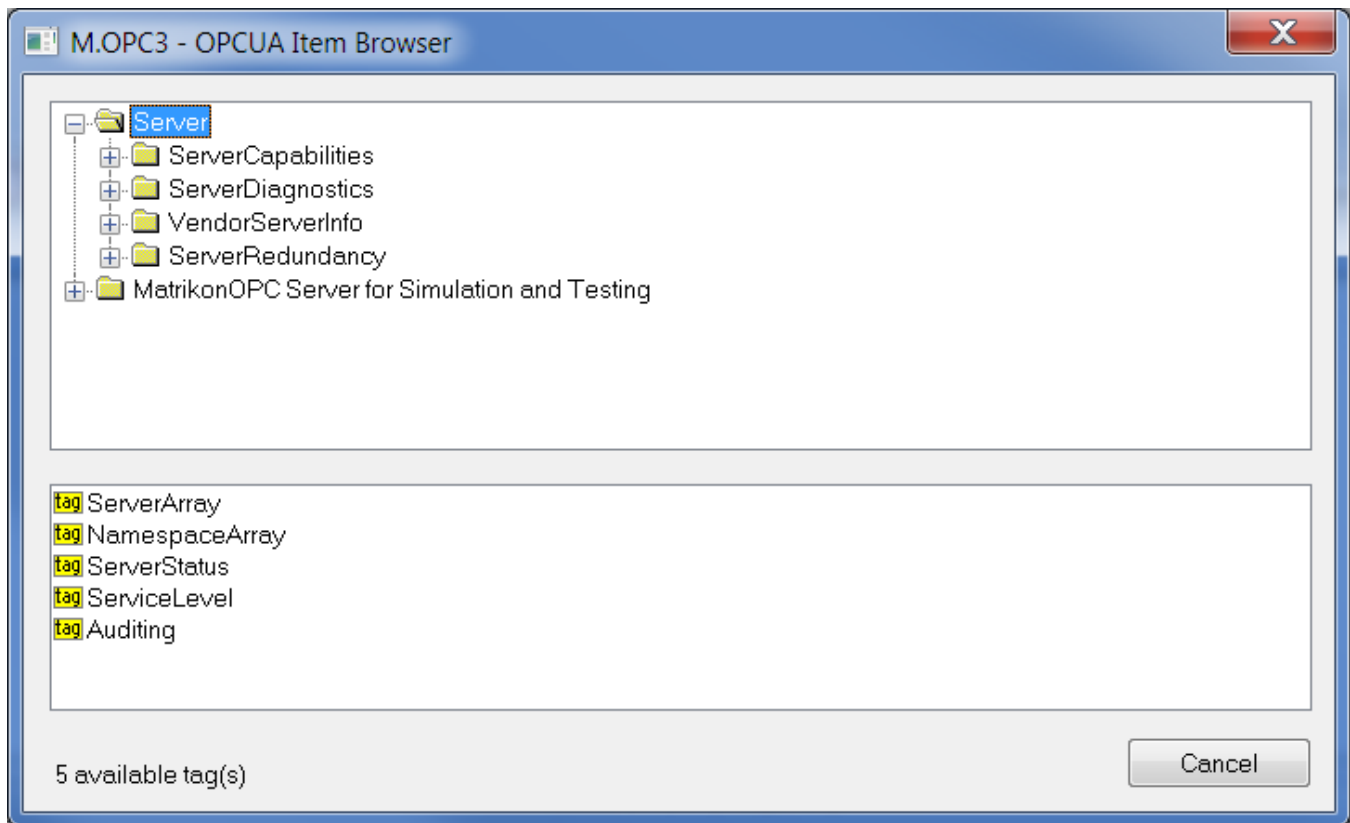 M.OPC3 - OPCUA Item Browser
Server
ServerCapabilities
ServerDiagnostics
VendorServerInfo
ServerRedundancy
MatrikonOPC Server for Simulation and Testing
tag ServerArray
tag NamespaceArray
tag ServerStatus
tag ServiceLevel
tag Auditing
5 available tag(s)
Cancel